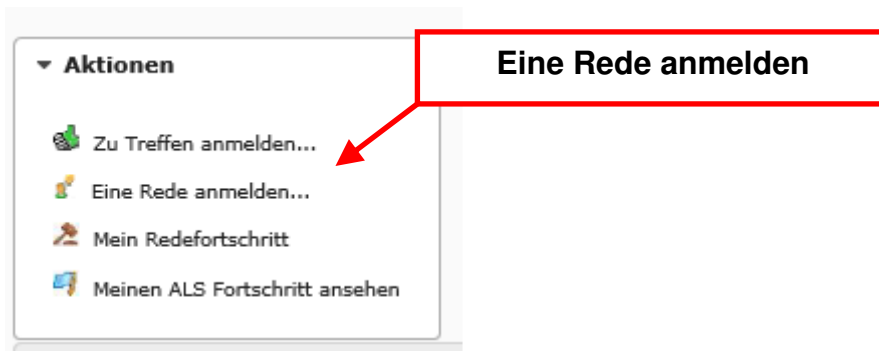 Aktionen
Eine Rede anmelden
Zu Treffen anmelden...
Eine Rede anmelden...
Mein Redefortschritt
Meinen ALS Fortschritt ansehen